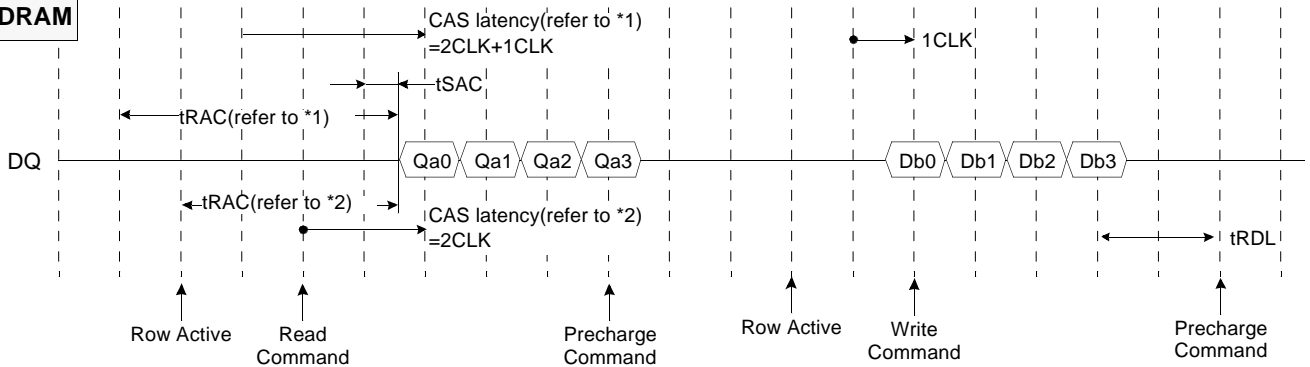 DRAM
CAS latency(refer to *1)
=2CLK+1CLK
1CLK
tSAC
tRAC(refer to *1)
DQ
Qa0 Qa1 Qa2 Qa3
Db0 Db1 Db2 Db3
tRAC(refer to *2)
CAS latency(refer to *2)
=2CLK
tRDL
Row Active
Read
Command
Precharge
Command
Row Active
Write
Command
Precharge
Command